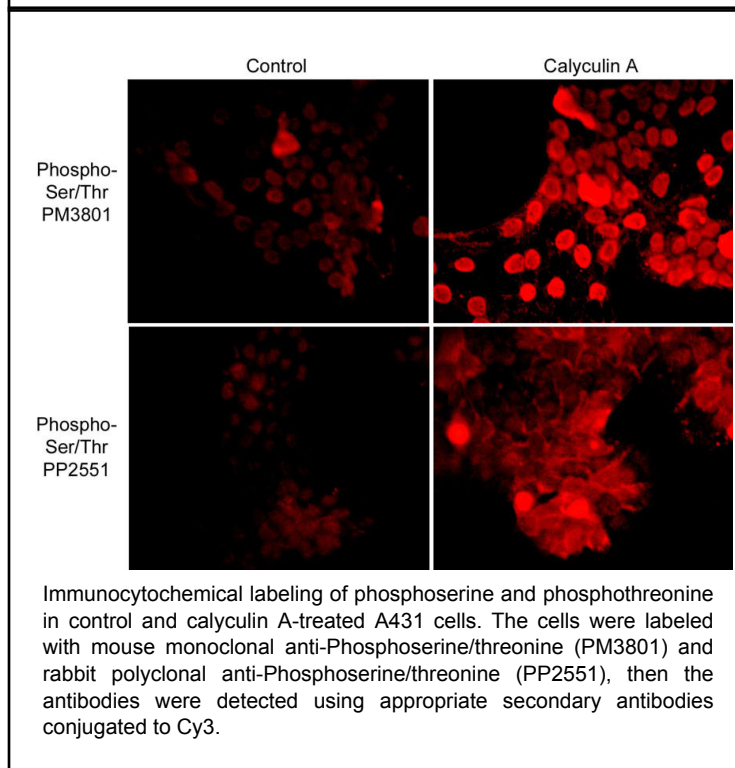 Control
Calyculin A
Phospho-
Ser/Thr
PM3801
Phospho-
Ser/Thr
PP2551
Immunocytochemical labeling of phosphoserine and phosphothreonine
in control and calyculin A-treated A431 cells. The cells were labeled
with mouse monoclonal anti-Phosphoserine/threonine (PM3801) and
rabbit polyclonal anti-Phosphoserine/threonine (PP2551), then the
antibodies were detected using appropriate secondary antibodies
conjugated to Cy3.